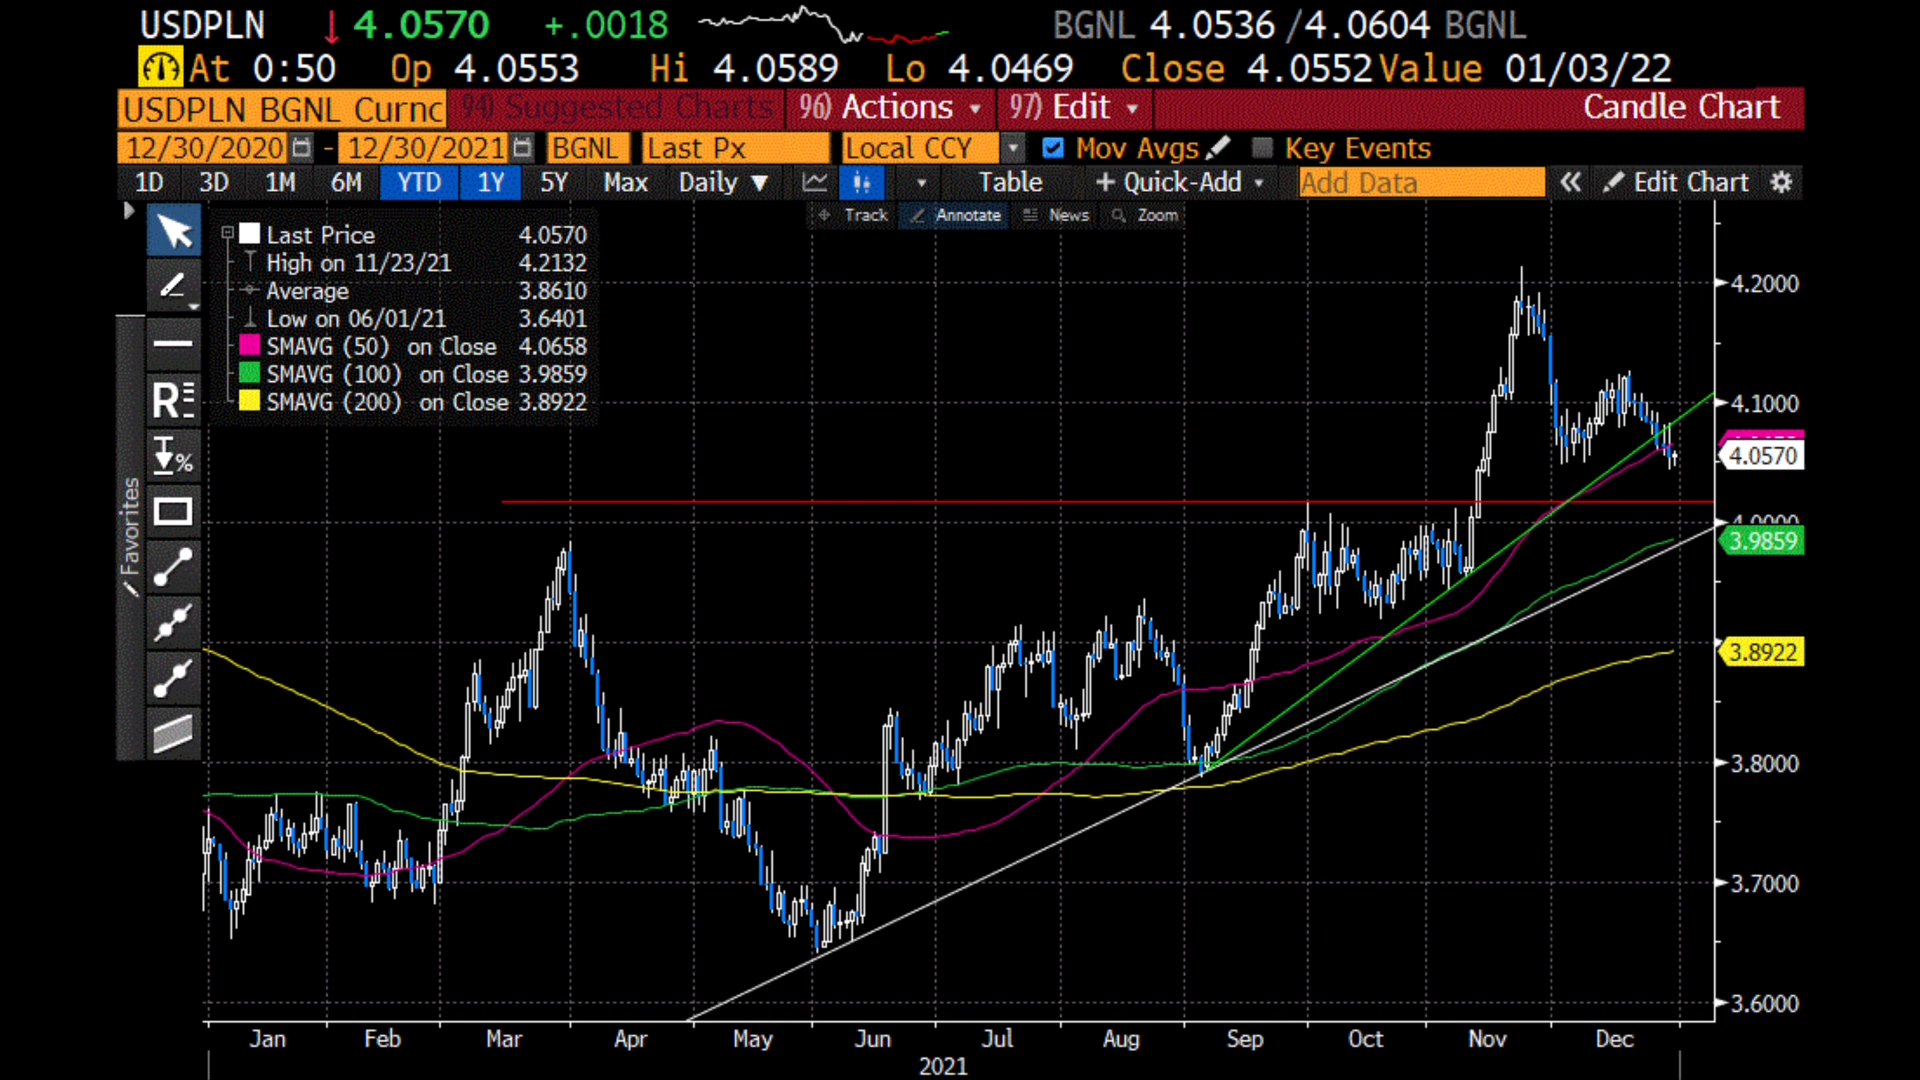 USDPLN ↓ 4.0570 +.0018 BGNL 4.0536 /4.0604 BGNL
At 0:50 Op 4.0553 Hi 4.0589 Lo 4.0469 Close 4.0552 Value 01/03/22
USDPLN BGNL Curnc 94) Suggested Charts 96) Actions 97) Edit Candle Chart
12/30/2020 - 12/30/2021 BGNL Last Px Local CCY Mov Avgs Key Events
1D 3D 1M 6M YTD 1Y 5Y Max Daily ▼ Table + Quick-Add Add Data « Edit Chart
Track Annotate News Zoom
Last Price 4.0570
High on 11/23/21 4.2132
Average 3.8610
Low on 06/01/21 3.6401
SMAVG (50) on Close 4.0658
SMAVG (100) on Close 3.9859
SMAVG (200) on Close 3.8922
R
%
Favorites
4.2000
4.1000
4.0570
4.0000
3.9859
3.8922
3.8000
3.7000
3.6000
Jan Feb Mar Apr May Jun Jul Aug Sep Oct Nov Dec
2021